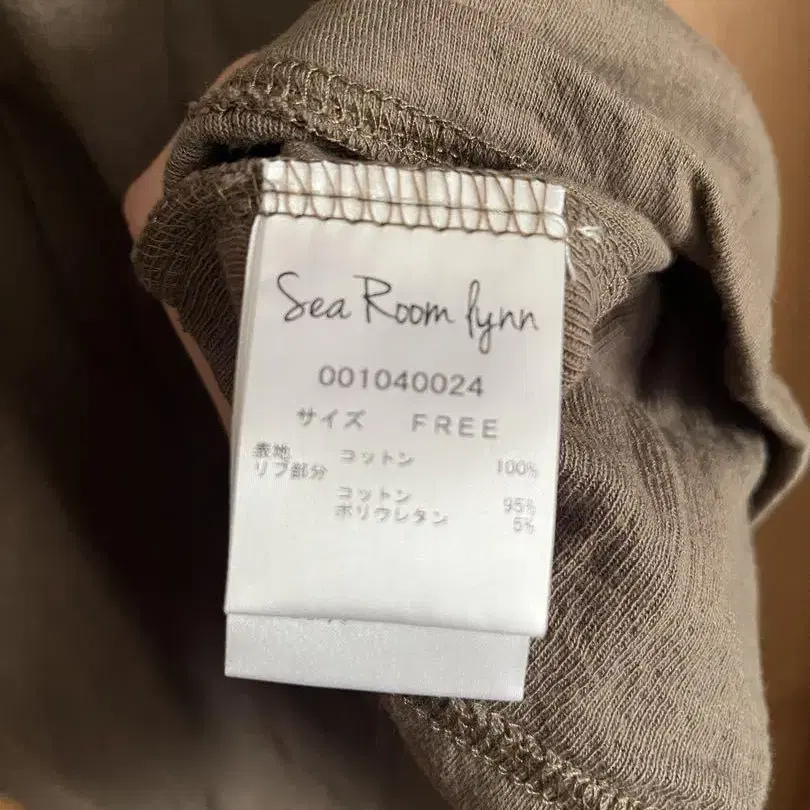 Sea Room lynn
001040024
サイズ FREE
表地 コットン 100%
リブ部分
コットン 95%
ポリウレタン 5%